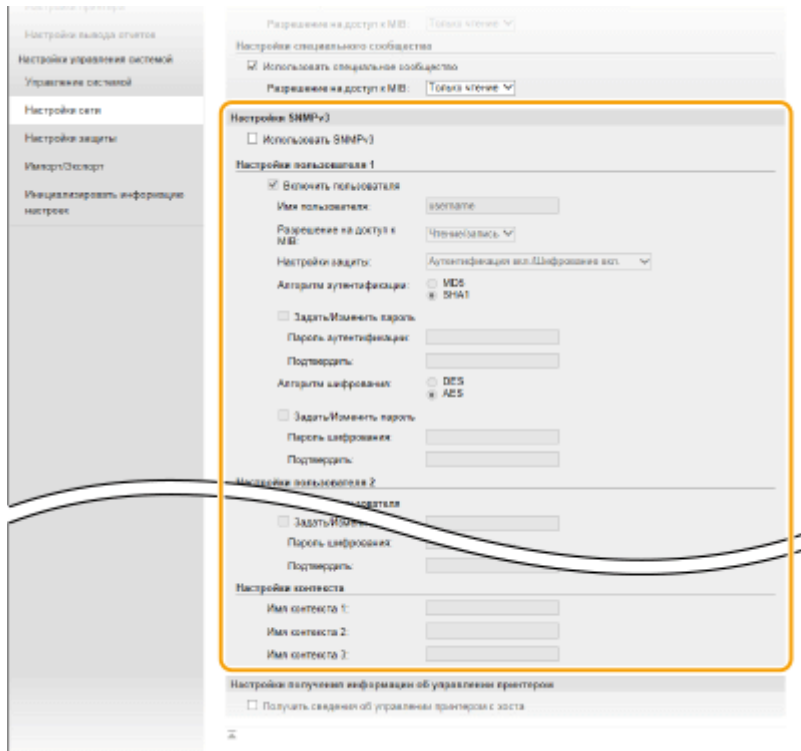 Настройки принтера
Настройки вывода отчетов
Настройки управления системой
Управление системой
Настройки сети
Настройки защиты
Импорт/Экспорт
Инициализировать информацию
настроек
Разрешение на доступ к MIB: Только чтение
Настройки специального сообщества
Использовать специальное сообщество
Разрешение на доступ к MIB: Только чтение
Настройки SNMPv3
Использовать SNMPv3
Настройки пользователя 1
Включить пользователя
Имя пользователя: username
Разрешение на доступ к
MIB: Чтение/запись
Настройки защиты: Аутентификация вкл./Шифрование вкл.
Алгоритм аутентификации: MD5
SHA1
Задать/Изменить пароль
Пароль аутентификации:
Подтвердить:
Алгоритм шифрования: DES
AES
Задать/Изменить пароль
Пароль шифрования:
Подтвердить:
Настройки пользователя 2
Задать/Измен
Пароль шифрования:
Подтвердить:
Настройки контекста
Имя контекста 1:
Имя контекста 2:
Имя контекста 3:
Настройки получения информации об управлении принтером
Получить сведения об управлении принтером с хоста